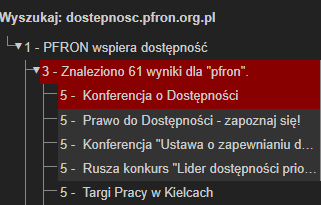 Wyszukaj: dostepnosc.pfron.org.pl
1 - PFRON wspiera dostępność
3 - Znaleziono 61 wyniki dla "pfron".
5 - Konferencja o Dostępności
5 - Prawo do Dostępności - zapoznaj się!
5 - Konferencja "Ustawa o zapewnianiu d...
5 - Rusza konkurs "Lider dostępności prio...
5 - Targi Pracy w Kielcach